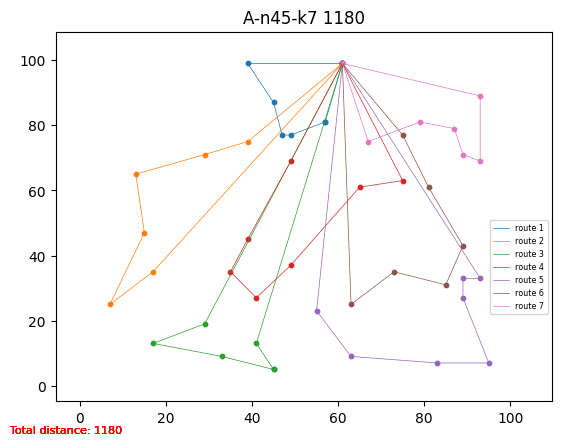 A-n45-k7 1180
100
80
60
40
20
0
0 20 40 60 80 100
route 1
route 2
route 3
route 4
route 5
route 6
route 7
Total distance: 1180